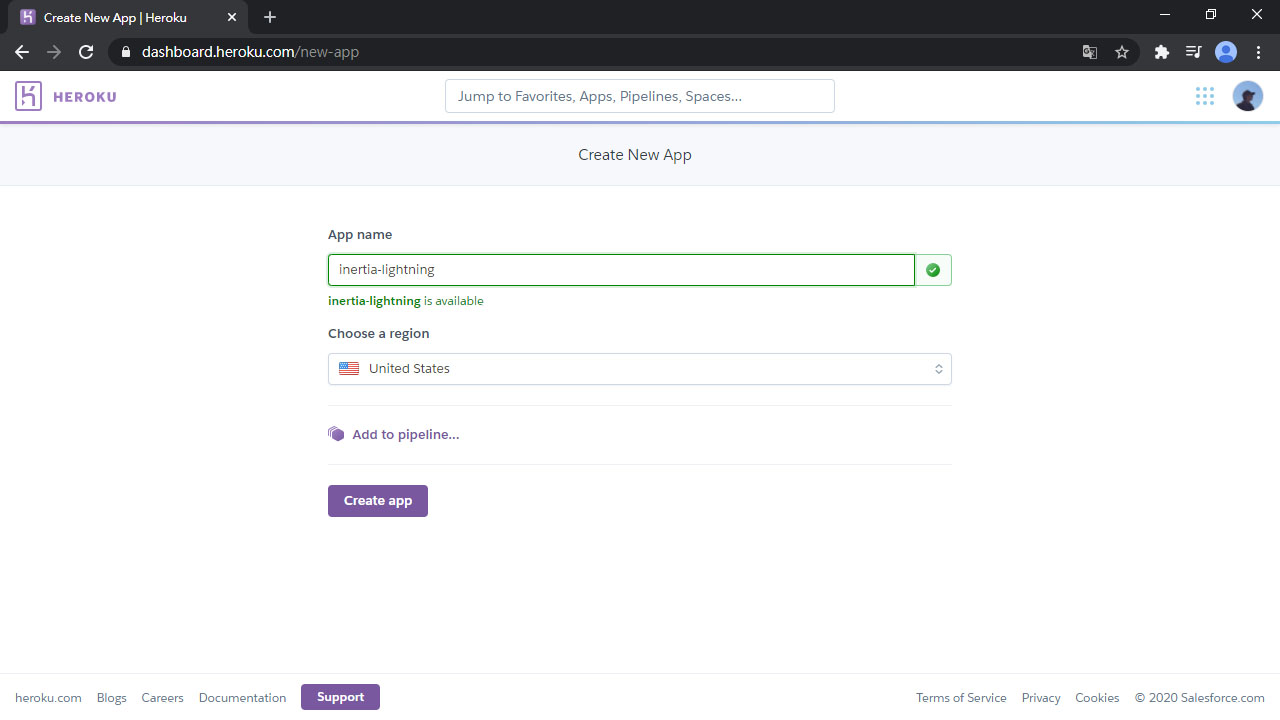 Create New App | Heroku
dashboard.heroku.com/new-app
HEROKU
Jump to Favorites, Apps, Pipelines, Spaces...
Create New App
App name
inertia-lightning
inertia-lightning is available
Choose a region
United States
Add to pipeline...
Create app
heroku.com Blogs Careers Documentation Support Terms of Service Privacy Cookies © 2020 Salesforce.com